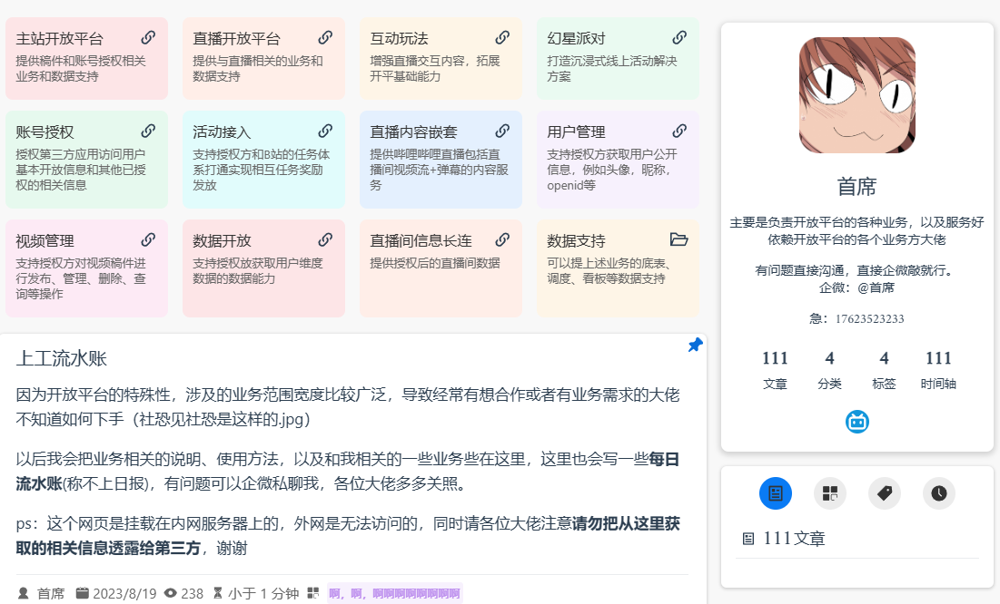 主站开放平台
提供稿件和账号授权相关
业务和数据支持
直播开放平台
提供与直播相关的业务和
数据支持
互动玩法
增强直播交互内容，拓展
开平基础能力
幻星派对
打造沉浸式线上活动解决
方案
账号授权
授权第三方应用访问用户
基本开放信息和其他已授
权的相关信息
活动接入
支持授权方和B站的任务体
系打通实现相互任务奖励
发放
直播内容嵌套
提供哔哩哔哩直播包括直
播间视频流+弹幕的内容服
务
用户管理
支持授权方获取用户公开
信息，例如头像，昵称，
openid等
视频管理
支持授权方对视频稿件进
行发布、管理、删除、查
询等操作
数据开放
支持授权放获取用户维度
数据的数据能力
直播间信息长连
提供授权后的直播间数据
数据支持
可以提上述业务的底表、
调度、看板等数据支持
上工流水账
因为开放平台的特殊性，涉及的业务范围宽度比较广泛，导致经常有想合作或者有业务需求的大佬
不知道如何下手（社恐见社恐是这样的.jpg）
以后我会把业务相关的说明、使用方法，以及和我相关的一些业务些在这里，这里也会写一些每日
流水账(称不上日报)，有问题可以企微私聊我，各位大佬多多关照。
ps：这个网页是挂载在内网服务器上的，外网是无法访问的，同时请各位大佬注意请勿把从这里获
取的相关信息透露给第三方，谢谢
首席 2023/8/19 238 小于 1 分钟 啊，啊，啊啊啊啊啊啊啊啊
首席
主要是负责开放平台的各种业务，以及服务好
依赖开放平台的各个业务方大佬
有问题直接沟通，直接企微敲就行。
企微：@首席
急：17623523233
111 4 4 111
文章 分类 标签 时间轴
111 文章